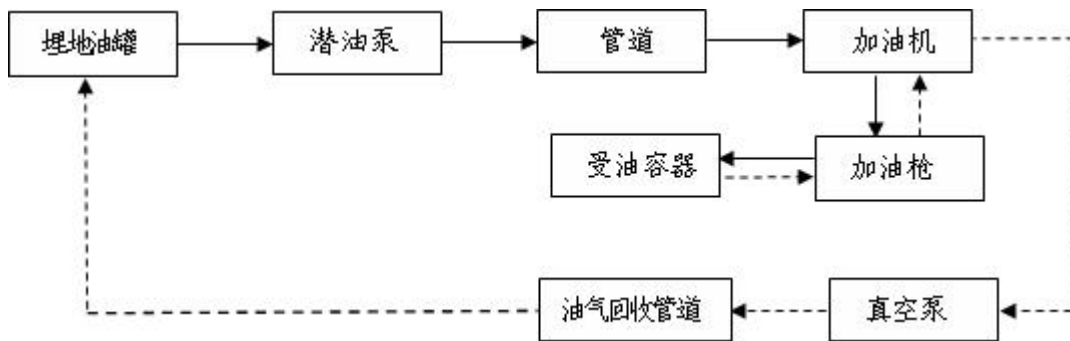 埋地油罐
潜油泵
管道
加油机
受油容器
加油枪
油气回收管道
真空泵